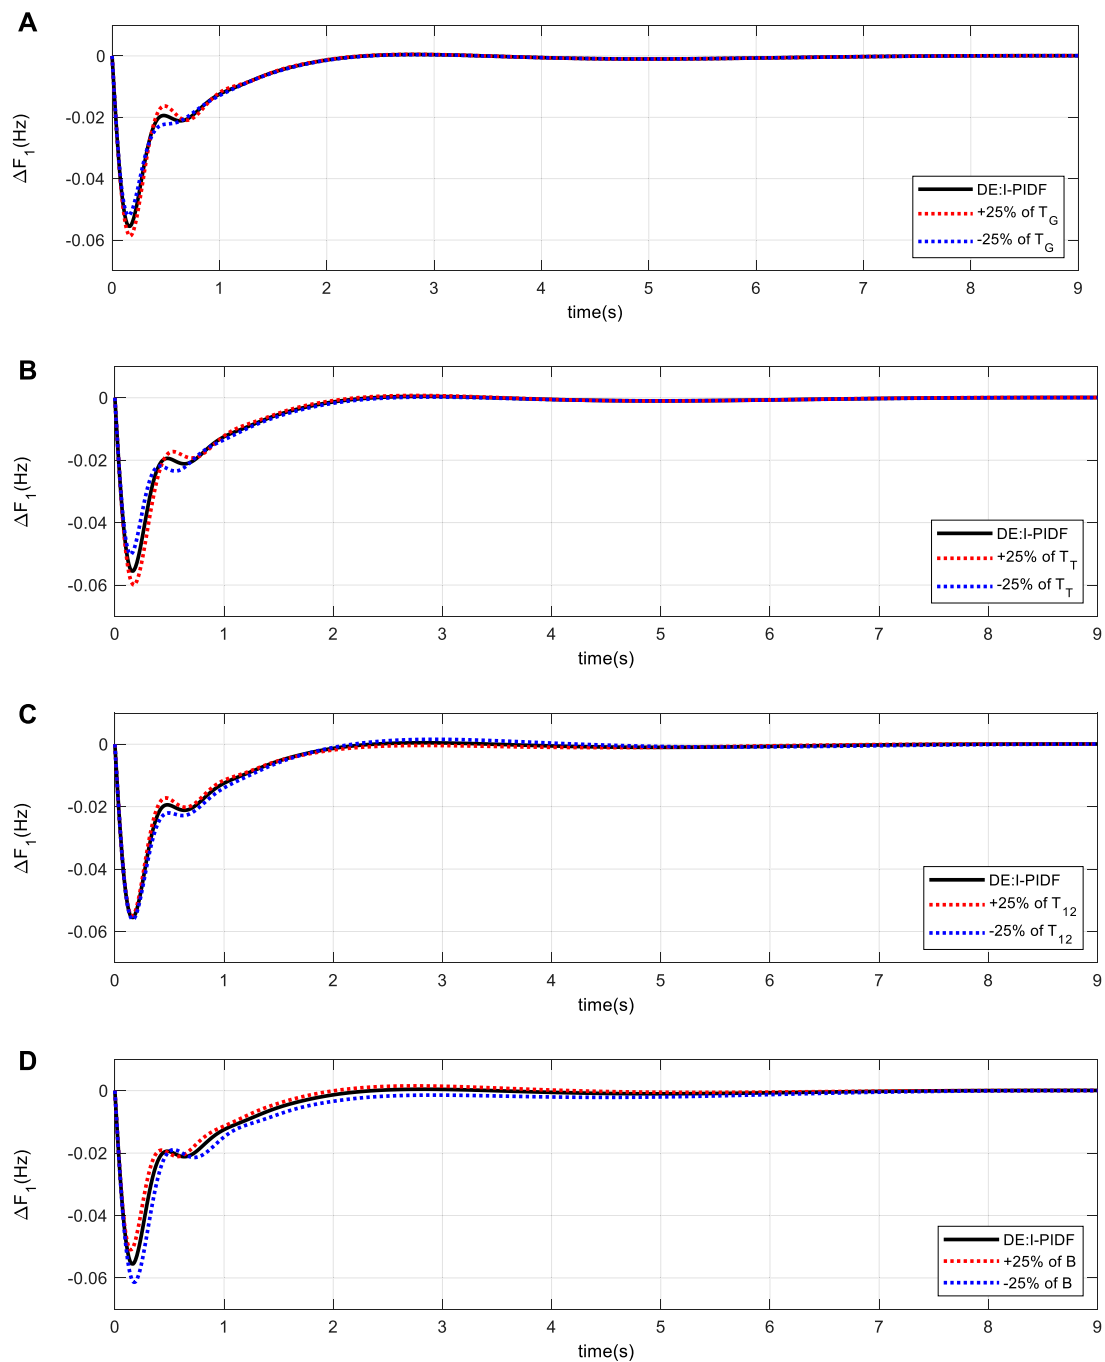 A
0
-0.02
-0.04
-0.06
ΔF1(Hz)
DE:I-PIDF
+25% of TG
-25% of TG
0 1 2 3 4 5 6 7 8 9
time(s)
B
0
-0.02
-0.04
-0.06
ΔF1(Hz)
DE:I-PIDF
+25% of TT
-25% of TT
0 1 2 3 4 5 6 7 8 9
time(s)
C
0
-0.02
-0.04
-0.06
ΔF1(Hz)
DE:I-PIDF
+25% of T12
-25% of T12
0 1 2 3 4 5 6 7 8 9
time(s)
D
0
-0.02
-0.04
-0.06
ΔF1(Hz)
DE:I-PIDF
+25% of B
-25% of B
0 1 2 3 4 5 6 7 8 9
time(s)